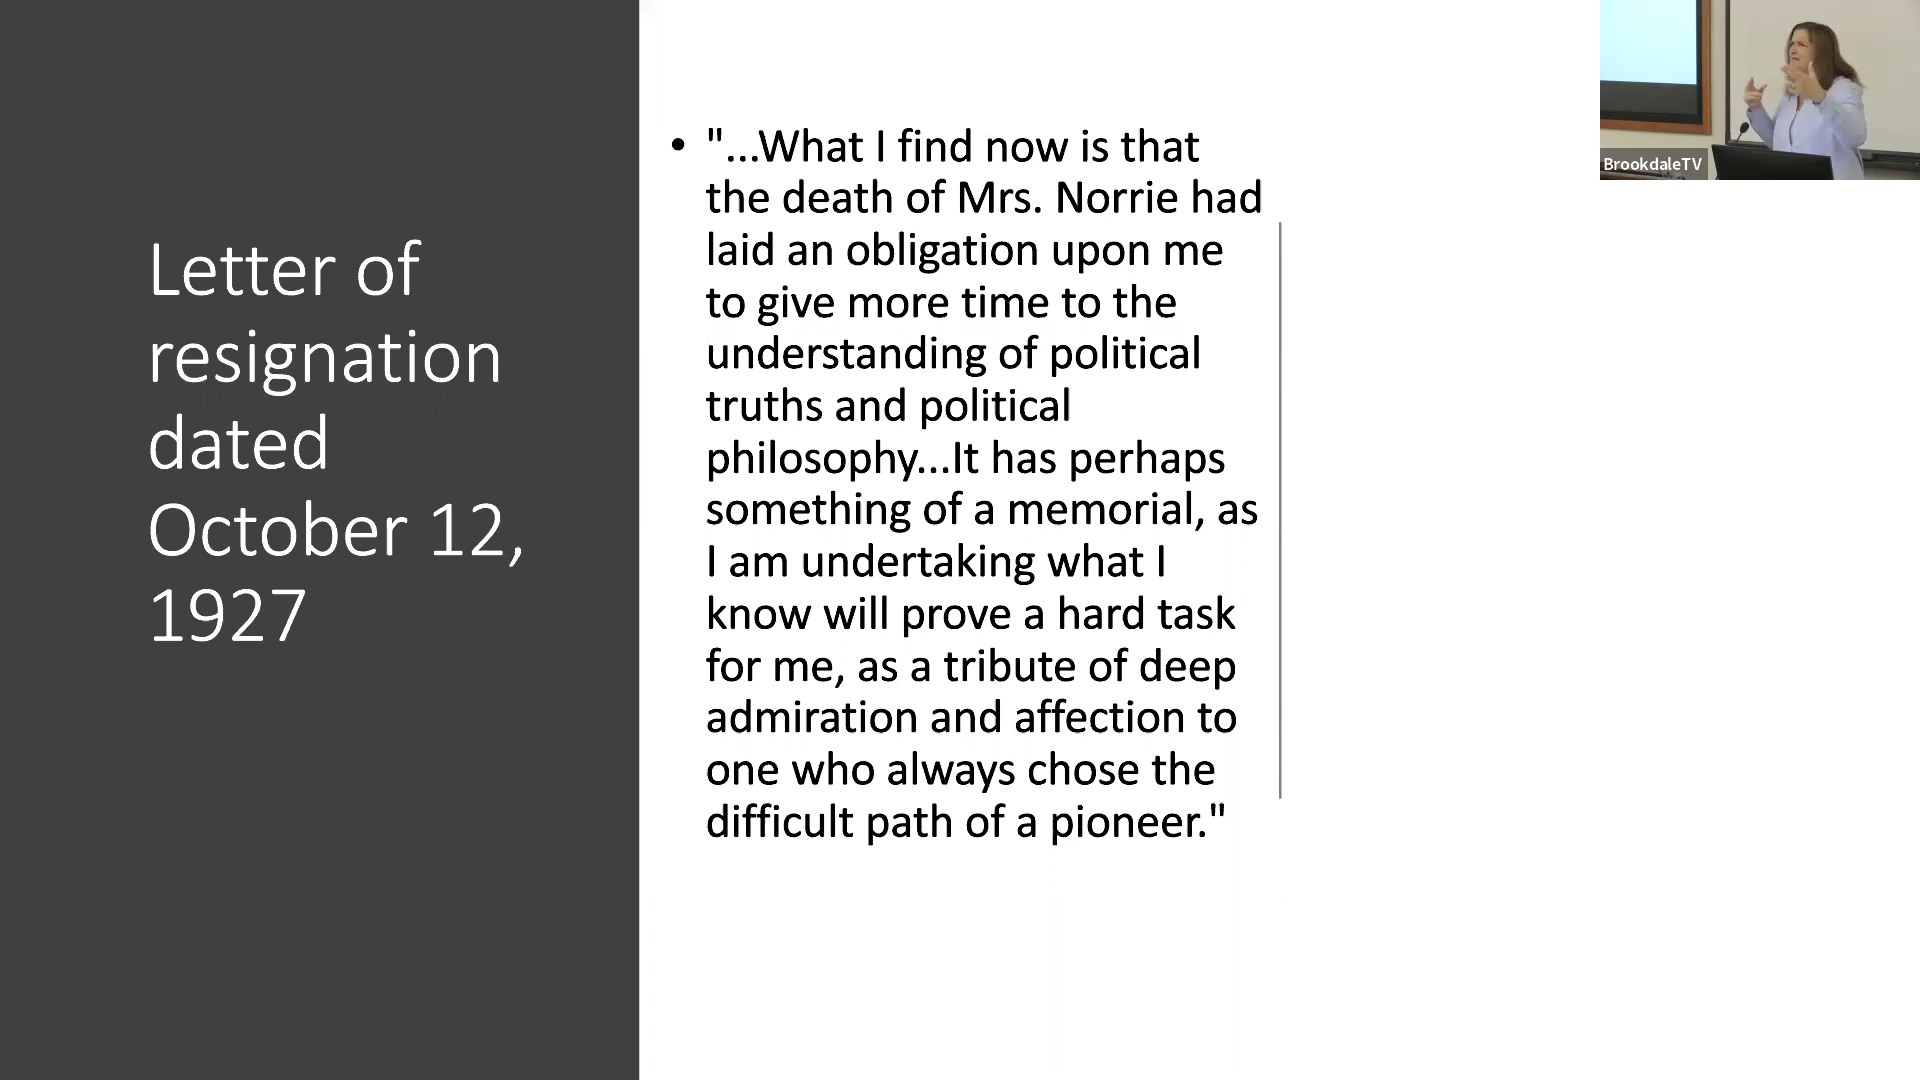 Letter of
resignation
dated
October 12,
1927
• "...What I find now is that
the death of Mrs. Norrie had
laid an obligation upon me
to give more time to the
understanding of political
truths and political
philosophy...It has perhaps
something of a memorial, as
I am undertaking what I
know will prove a hard task
for me, as a tribute of deep
admiration and affection to
one who always chose the
difficult path of a pioneer."
BrookdaleTV